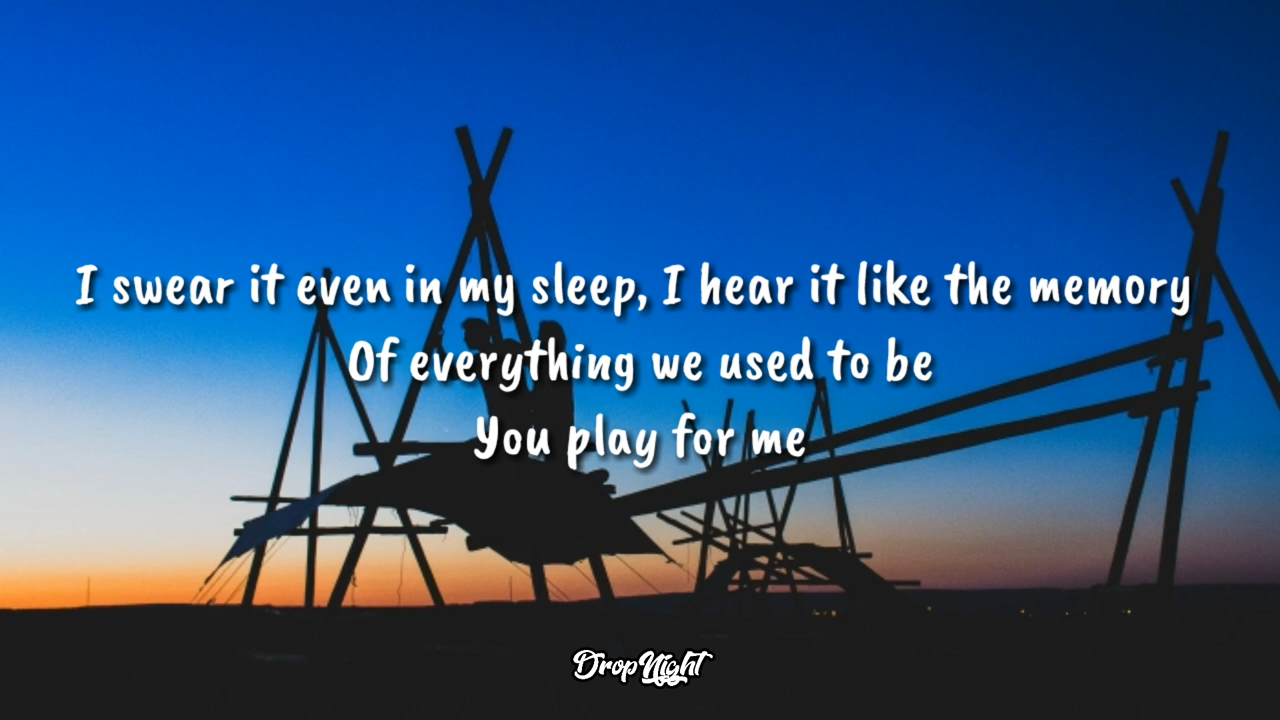 I swear it even in my sleep, I hear it like the memory
Of everything we used to be
You play for me
DropNight